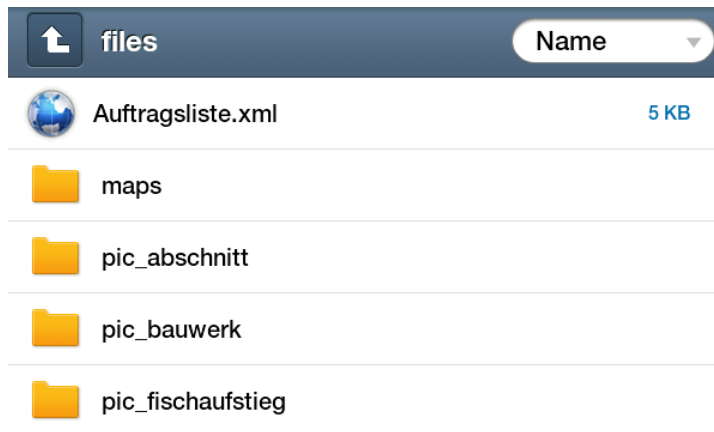 files
Name
Auftragsliste.xml
5 KB
maps
pic_abschnitt
pic_bauwerk
pic_fischaufstieg